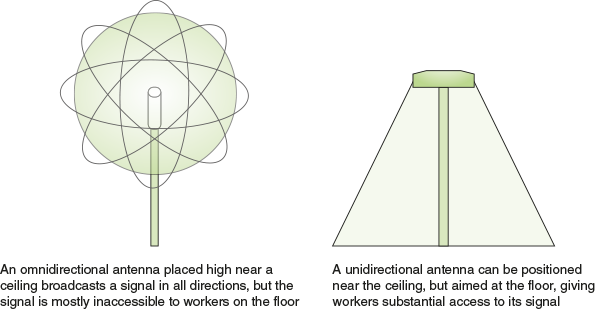 An omnidirectional antenna placed high near a
ceiling broadcasts a signal in all directions, but the
signal is mostly inaccessible to workers on the floor
A unidirectional antenna can be positioned
near the ceiling, but aimed at the floor, giving
workers substantial access to its signal